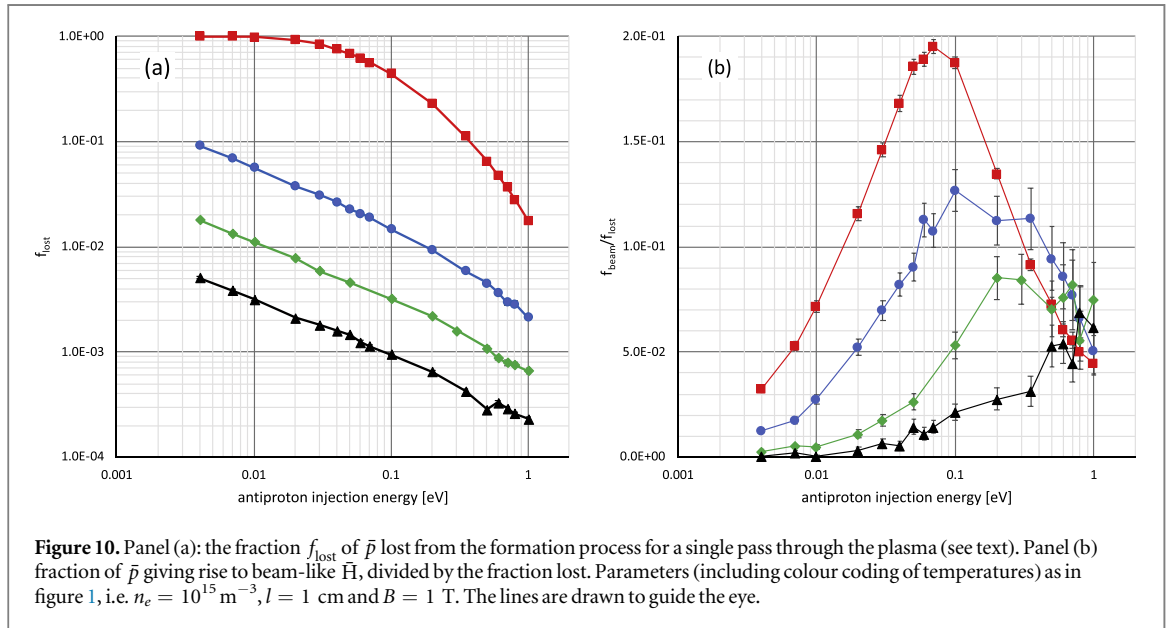 (a)
1.0E+00
1.0E-01
1.0E-02
1.0E-03
1.0E-04
f_lost
0.001
0.01
0.1
1
antiproton injection energy [eV]
(b)
2.0E-01
1.5E-01
1.0E-01
5.0E-02
0.0E+00
f_beam/f_lost
0.001
0.01
0.1
1
antiproton injection energy [eV]
Figure 10. Panel (a): the fraction f_lost of p̄ lost from the formation process for a single pass through the plasma (see text). Panel (b)
fraction of p̄ giving rise to beam-like H̄, divided by the fraction lost. Parameters (including colour coding of temperatures) as in
figure 1, i.e. nₑ = 10¹⁵ m⁻³, l = 1 cm and B = 1 T. The lines are drawn to guide the eye.